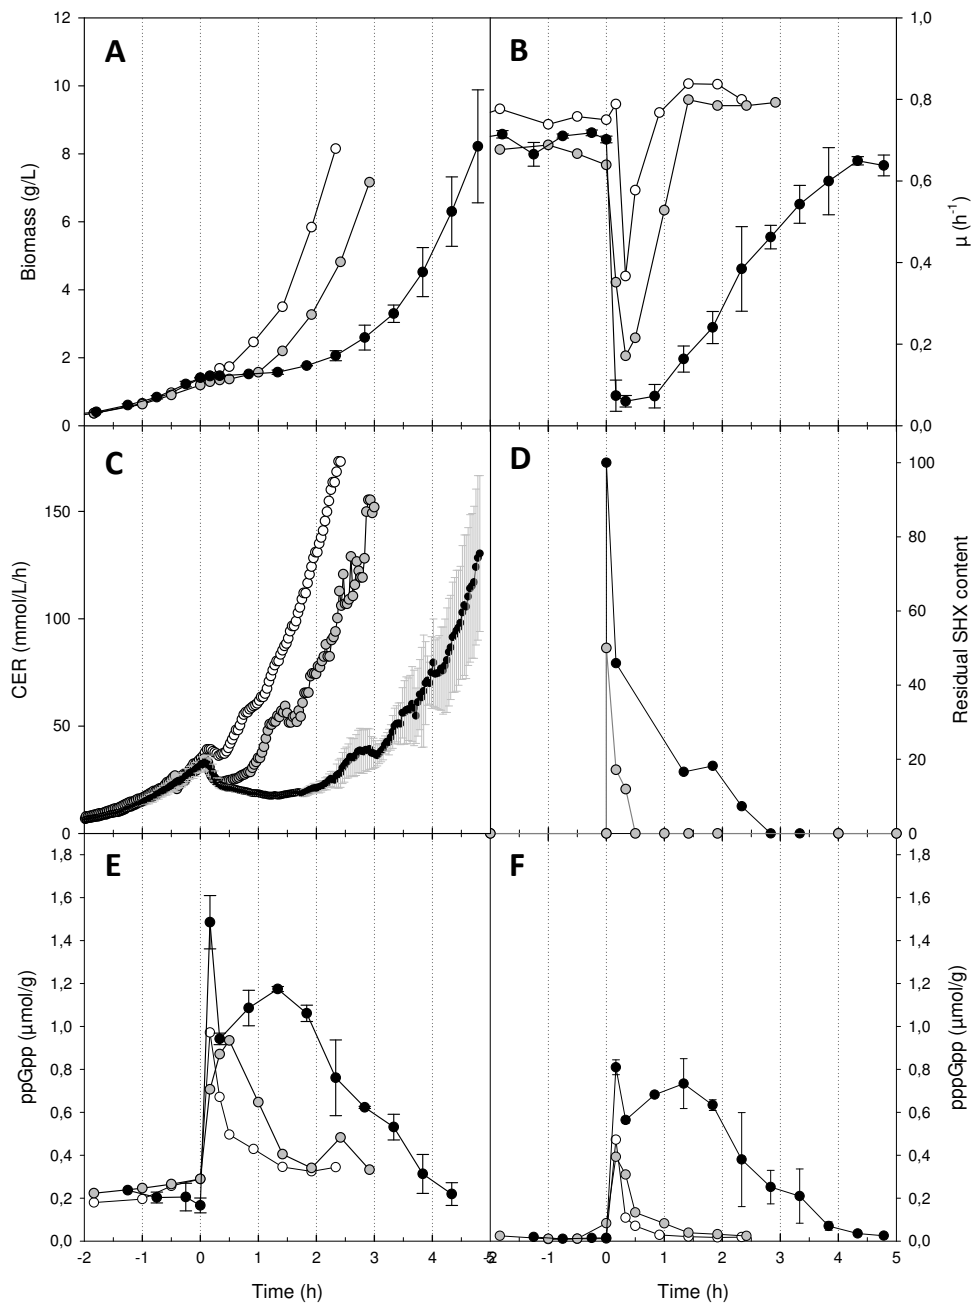 A
B
12
10
8
6
4
2
0
Biomass (g/L)
1,0
0,8
0,6
0,4
0,2
0,0
µ (h⁻¹)
C
D
150
100
50
0
CER (mmol/L/h)
100
80
60
40
20
0
Residual SHX content
E
F
1,8
1,6
1,4
1,2
1,0
0,8
0,6
0,4
0,2
0,0
ppGpp (µmol/g)
1,8
1,6
1,4
1,2
1,0
0,8
0,6
0,4
0,2
0,0
pppGpp (µmol/g)
-2 -1 0 1 2 3 4
-1 0 1 2 3 4 5
Time (h)
Time (h)